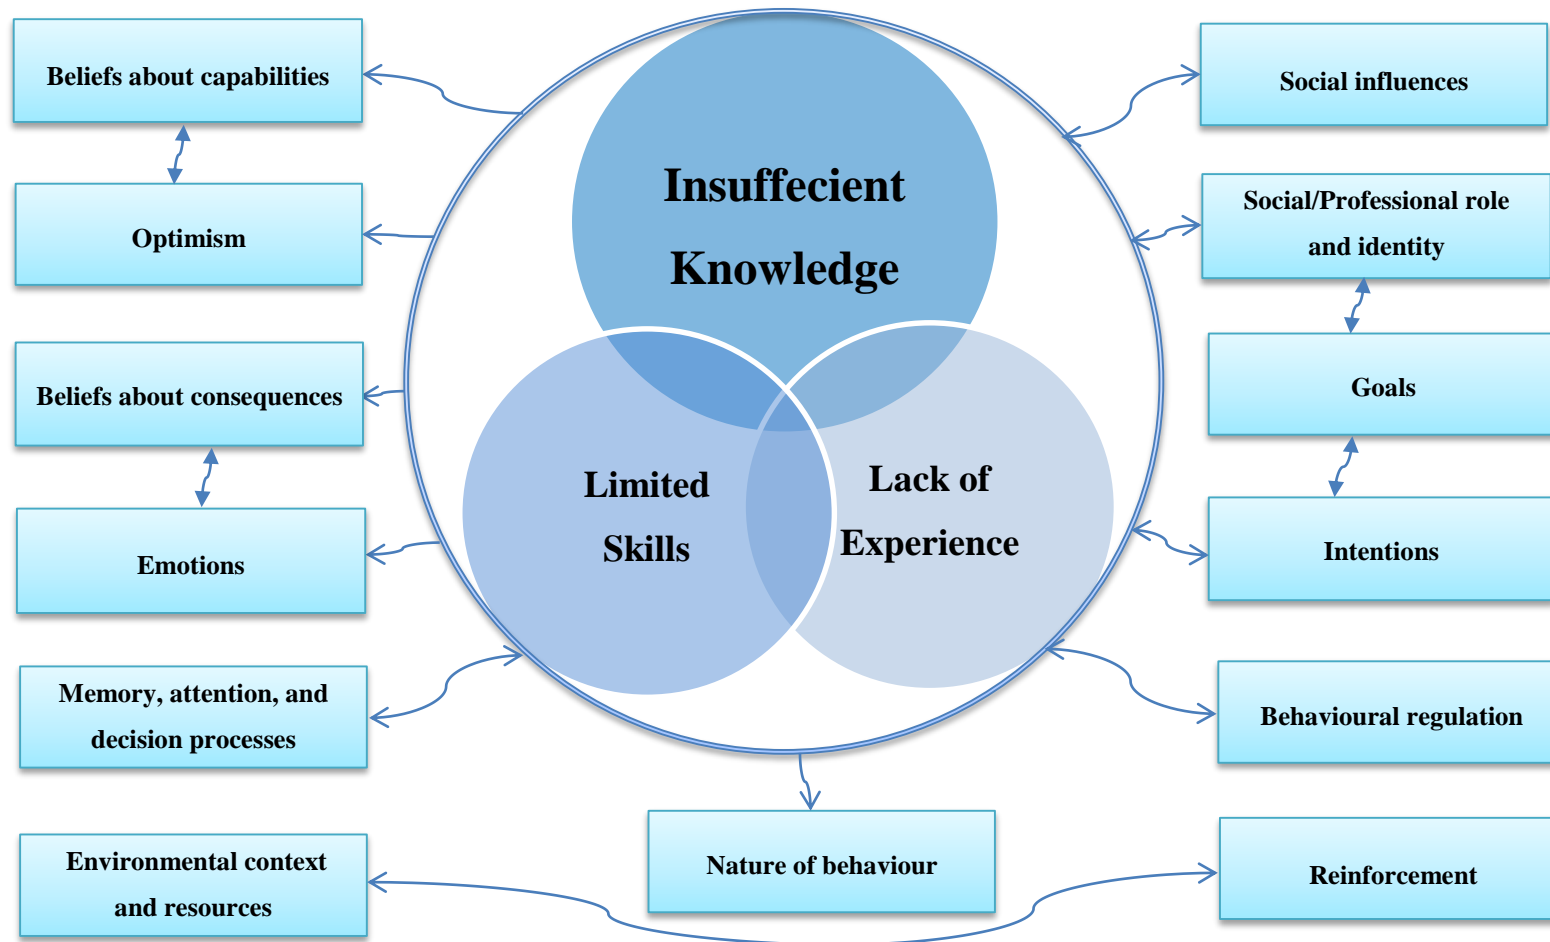 Beliefs about capabilities
Optimism
Beliefs about consequences
Emotions
Memory, attention, and
decision processes
Environmental context
and resources
Insuffecient
Knowledge
Limited
Skills
Lack of
Experience
Nature of behaviour
Social influences
Social/Professional role
and identity
Goals
Intentions
Behavioural regulation
Reinforcement